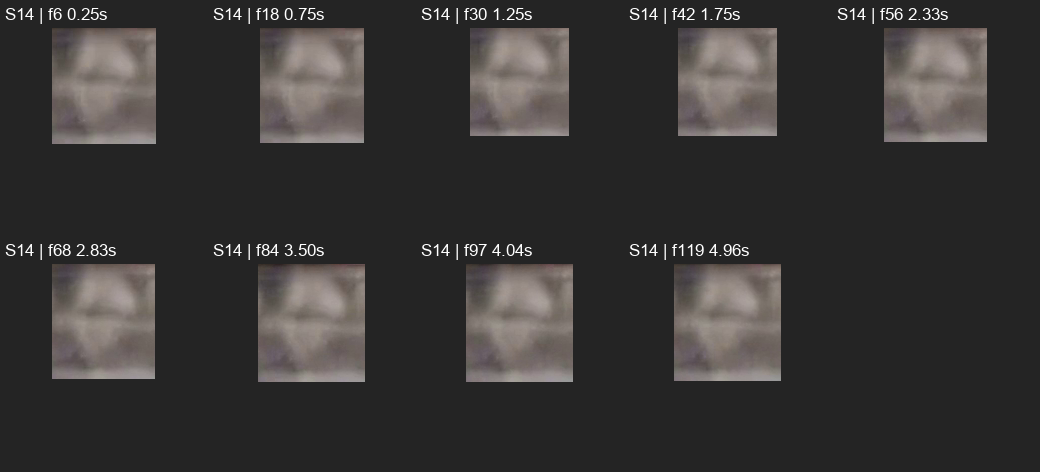 S14 | f6 0.25s
S14 | f18 0.75s
S14 | f30 1.25s
S14 | f42 1.75s
S14 | f56 2.33s
S14 | f68 2.83s
S14 | f84 3.50s
S14 | f97 4.04s
S14 | f119 4.96s